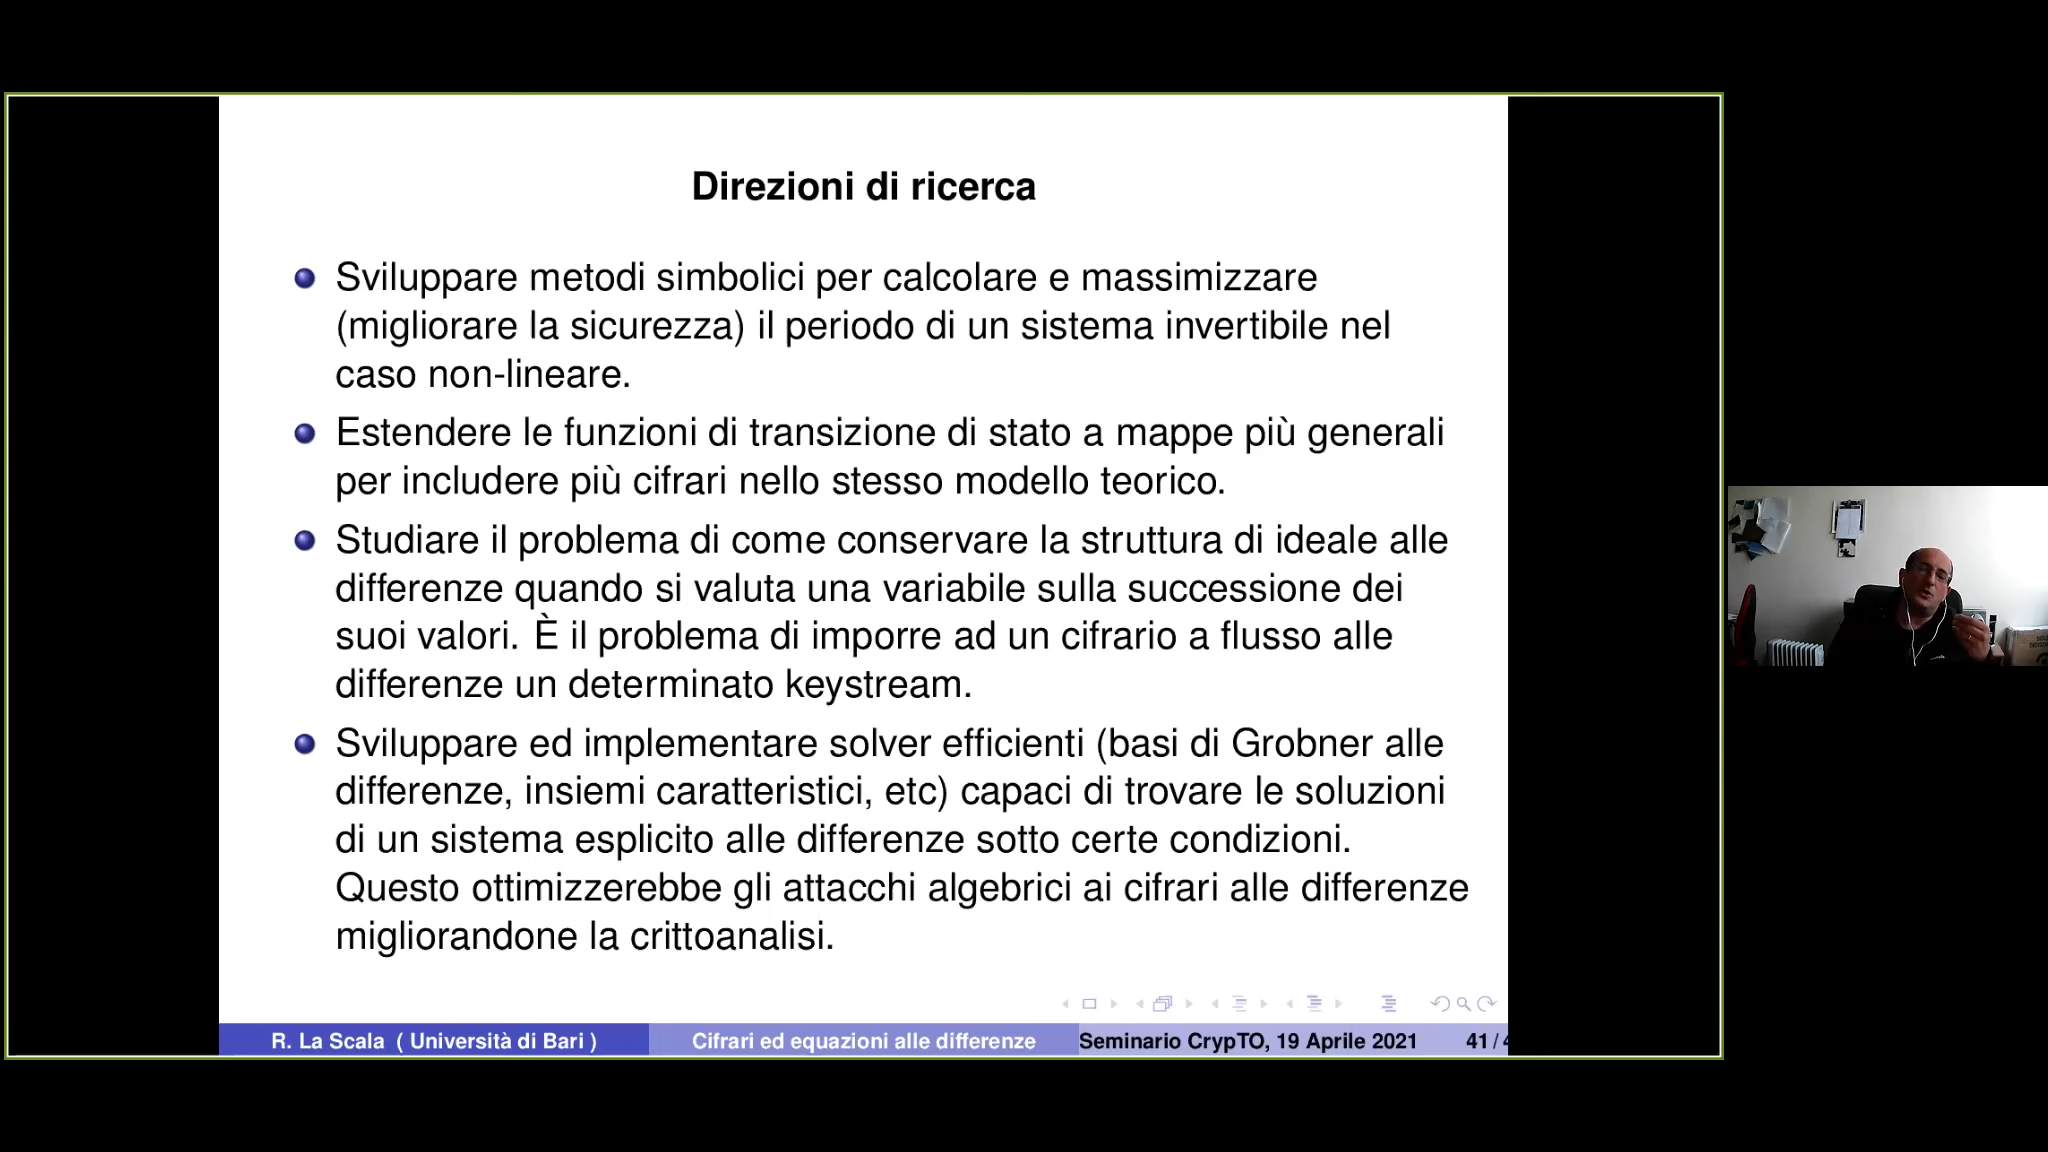 Direzioni di ricerca
Sviluppare metodi simbolici per calcolare e massimizzare
(migliorare la sicurezza) il periodo di un sistema invertibile nel
caso non-lineare.
Estendere le funzioni di transizione di stato a mappe più generali
per includere più cifrari nello stesso modello teorico.
Studiare il problema di come conservare la struttura di ideale alle
differenze quando si valuta una variabile sulla successione dei
suoi valori. È il problema di imporre ad un cifrario a flusso alle
differenze un determinato keystream.
Sviluppare ed implementare solver efficienti (basi di Grobner alle
differenze, insiemi caratteristici, etc) capaci di trovare le soluzioni
di un sistema esplicito alle differenze sotto certe condizioni.
Questo ottimizzerebbe gli attacchi algebrici ai cifrari alle differenze
migliorandone la crittoanalisi.
R. La Scala ( Università di Bari ) Cifrari ed equazioni alle differenze Seminario CrypTO, 19 Aprile 2021 41 /